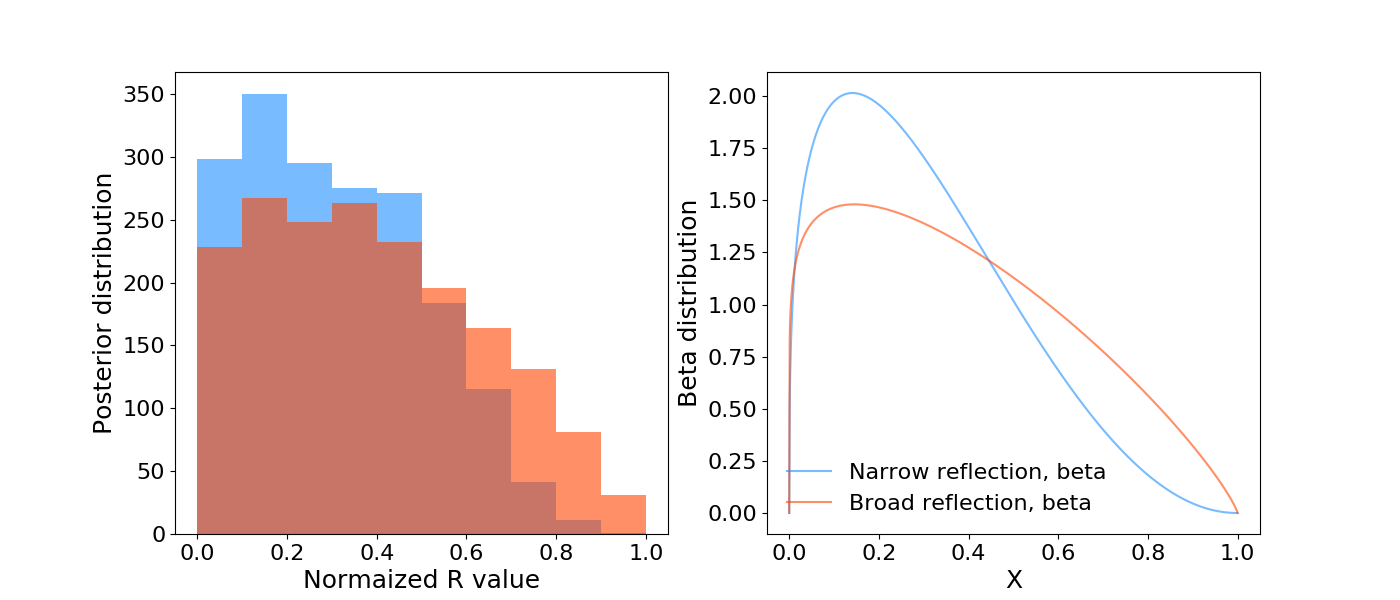 Posterior distribution
350
300
250
200
150
100
50
0
0.0 0.2 0.4 0.6 0.8 1.0
Normaized R value
Beta distribution
2.00
1.75
1.50
1.25
1.00
0.75
0.50
0.25
0.00
Narrow reflection, beta
Broad reflection, beta
0.0 0.2 0.4 0.6 0.8 1.0
X